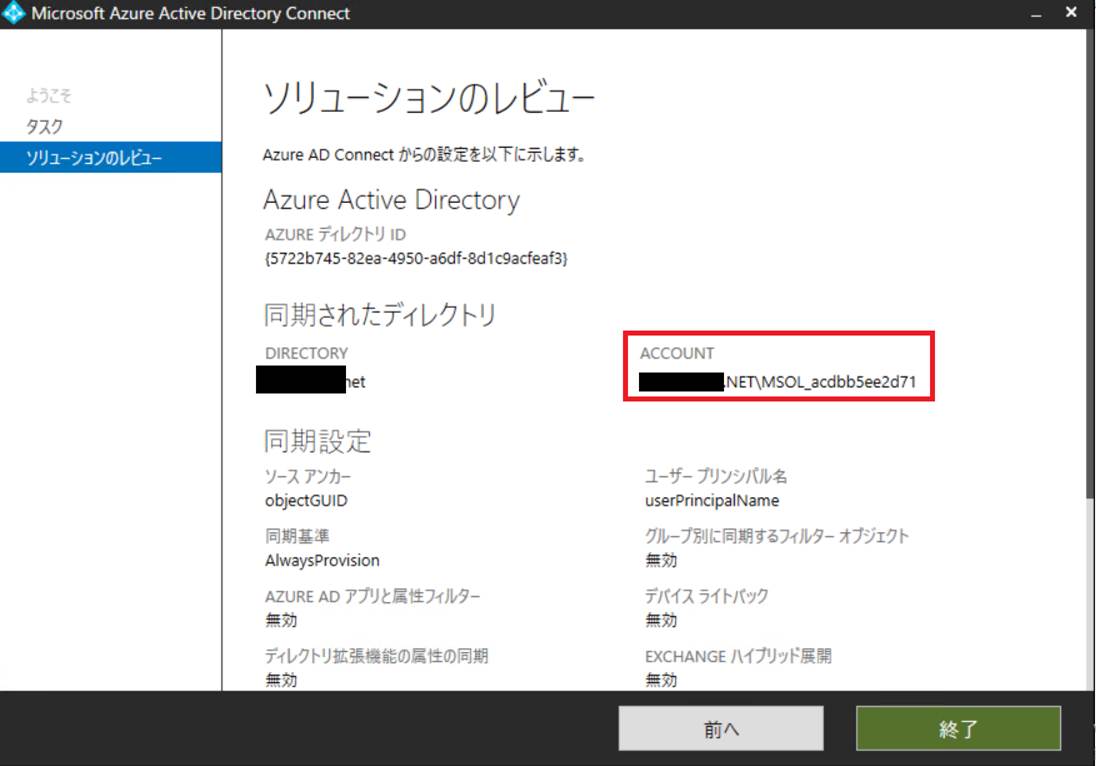 Microsoft Azure Active Directory Connect
ようこそ
タスク
ソリューションのレビュー
ソリューションのレビュー
Azure AD Connect からの設定を以下に示します。
Azure Active Directory
AZURE ディレクトリ ID
{5722b745-82ea-4950-a6df-8d1c9acfeaf3}
同期されたディレクトリ
DIRECTORY
ACCOUNT
net
.NET\MSOL_acdbb5ee2d71
同期設定
ソース アンカー
ユーザー プリンシパル名
objectGUID
userPrincipalName
同期基準
グループ別に同期するフィルター オブジェクト
AlwaysProvision
無効
AZURE AD アプリと属性フィルター
デバイス ライトバック
無効
無効
ディレクトリ拡張機能の属性の同期
EXCHANGE ハイブリッド展開
無効
無効
前へ
終了